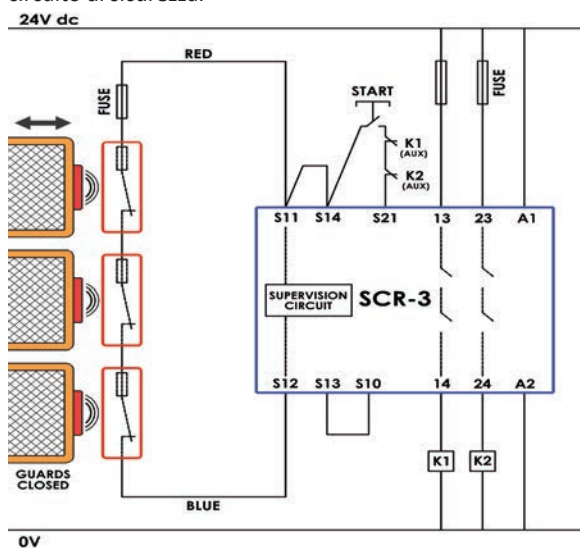 circuito di sicurezza.
24V dc
RED
FUSE
START
K1
(AUX)
K2
(AUX)
FUSE
S11 S14 S21 13 23 A1
SUPERVISION
CIRCUIT
SCR-3
S12 S13 S10 14 24 A2
K1 K2
GUARDS
CLOSED
BLUE
0V